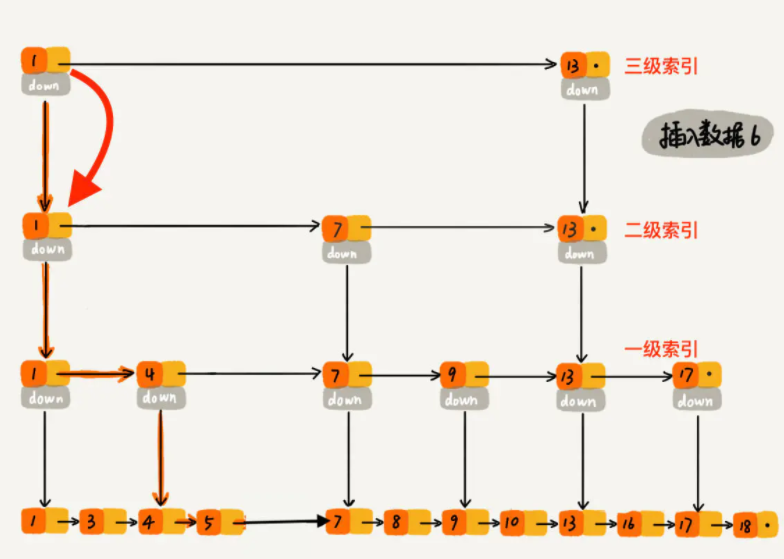 1 13 三级索引
down down
插入数据6
1 7 13 二级索引
down down down
一级索引
1 4 7 9 13 17
down down down down down down
1 3 4 5 7 8 9 10 13 16 17 18